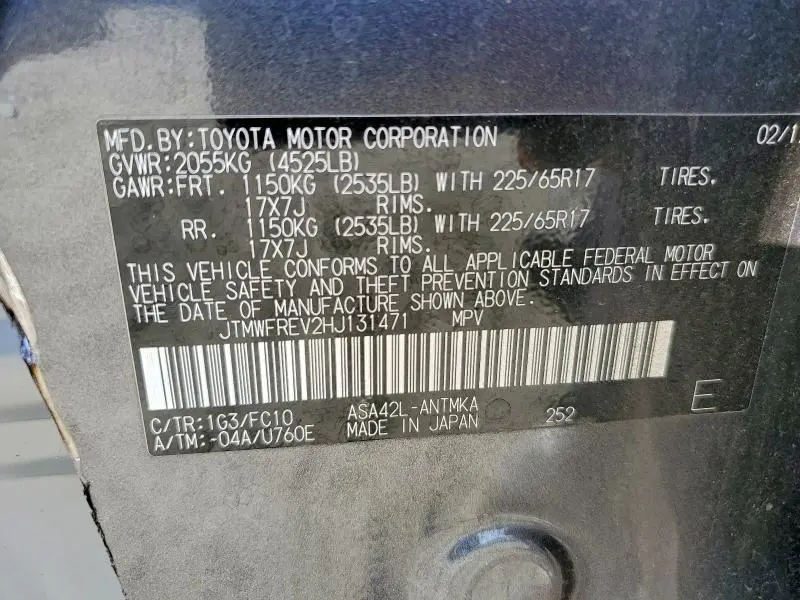 MFD.BY:TOYOTA MOTOR CORPORATION 02/1
GVWR:2055KG (4525LB)
GAWR:FRT. 1150KG (2535LB) WITH 225/65R17 TIRES.
17X7J RIMS.
RR. 1150KG (2535LB) WITH 225/65R17 TIRES.
17X7J RIMS.
THIS VEHICLE CONFORMS TO ALL APPLICABLE FEDERAL MOTOR
VEHICLE SAFETY AND THEFT PREVENTION STANDARDS IN EFFECT ON
THE DATE OF MANUFACTURE SHOWN ABOVE.
JTMWFREV2HJ131471 MPV
C/TR:1G3/FC10 ASA42L-ANTMKA 252 E
A/TM:-04A/U760E MADE IN JAPAN